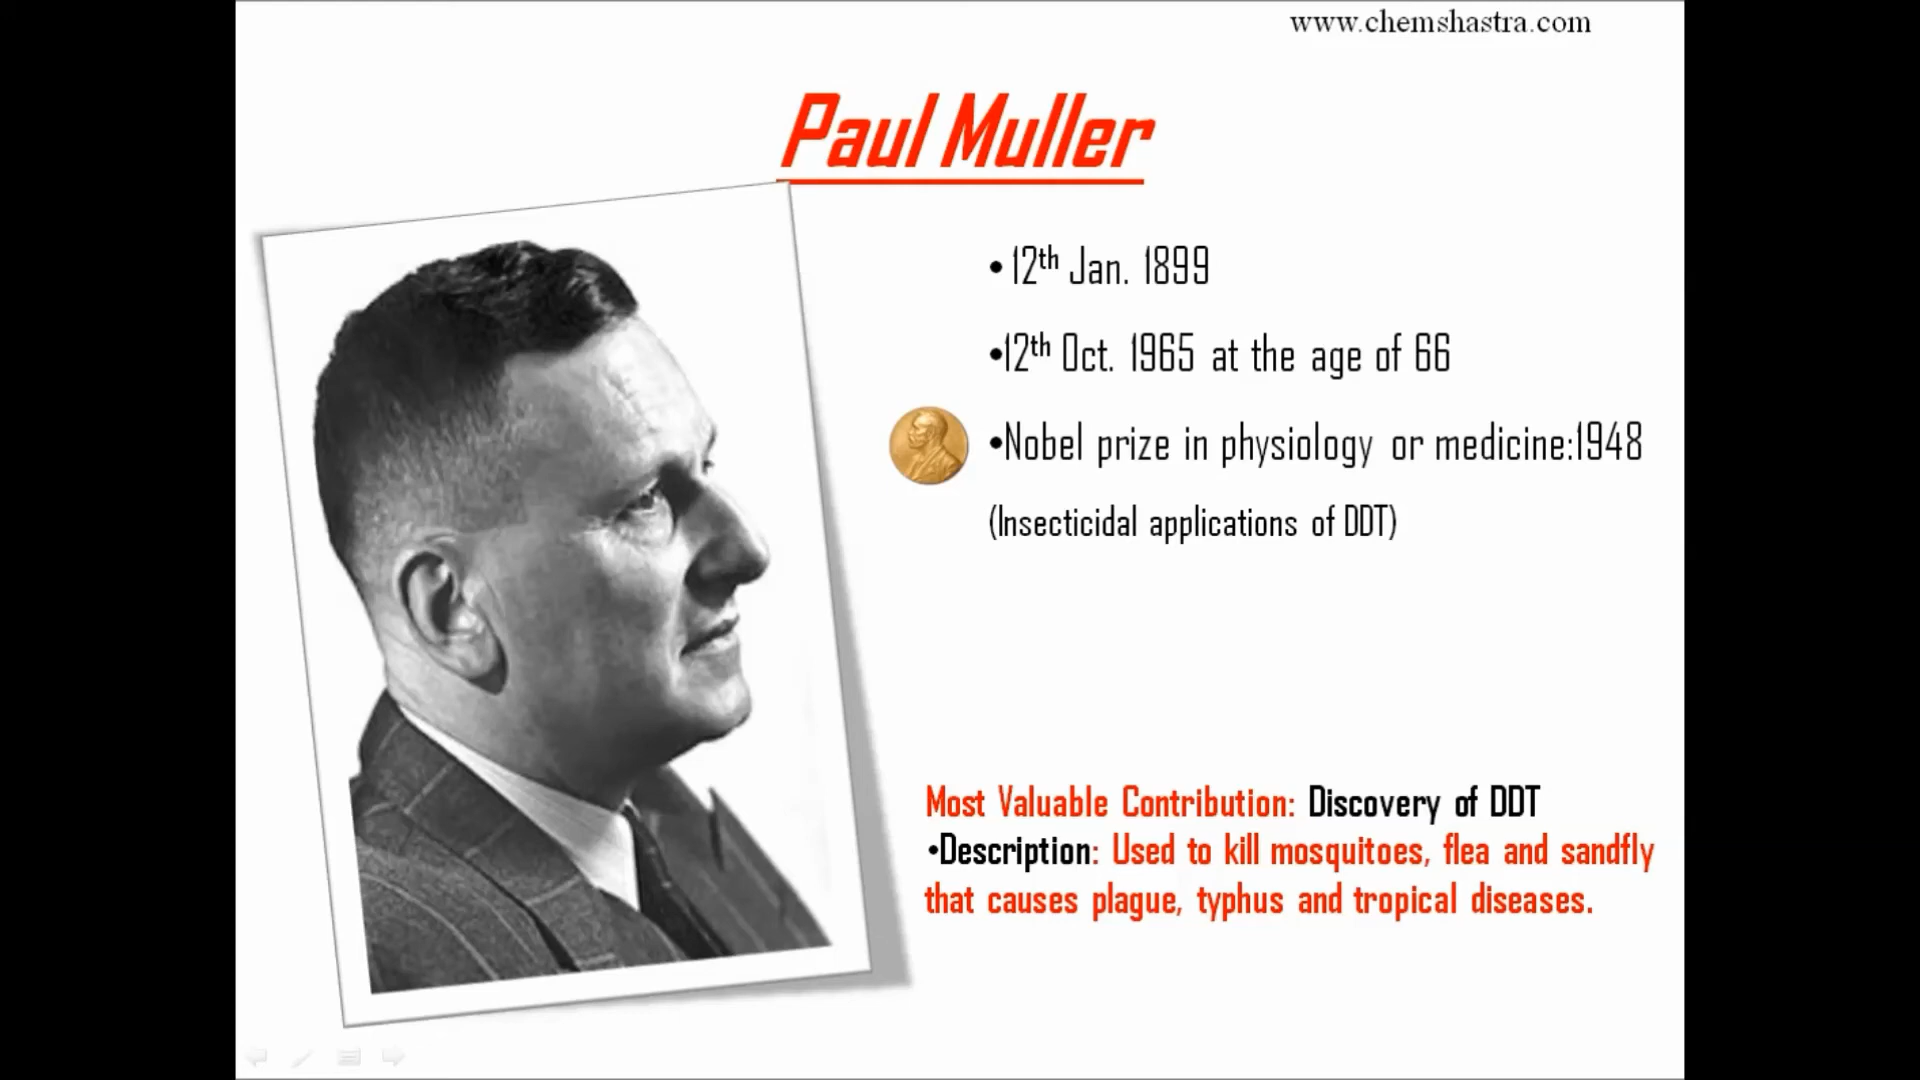 www.chemshastra.com
Paul Muller
• 12th Jan. 1899
•12th Oct. 1965 at the age of 66
•Nobel prize in physiology or medicine:1948
(Insecticidal applications of DDT)
Most Valuable Contribution: Discovery of DDT
•Description: Used to kill mosquitoes, flea and sandfly
that causes plague, typhus and tropical diseases.